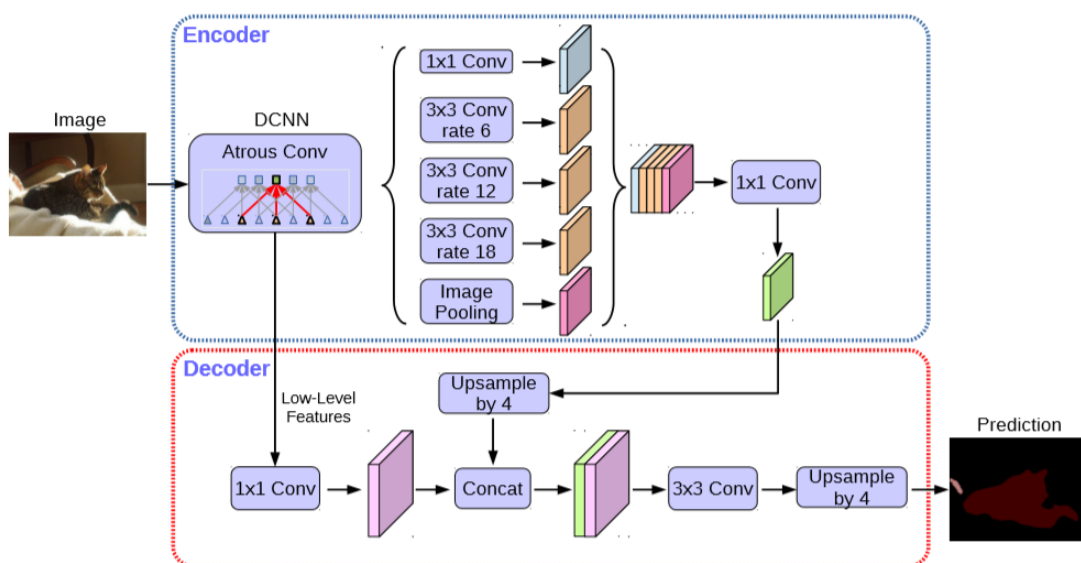 Encoder
Image
DCNN
Atrous Conv
1x1 Conv
3x3 Conv
rate 6
3x3 Conv
rate 12
3x3 Conv
rate 18
Image
Pooling
1x1 Conv
Decoder
Low-Level
Features
Upsample
by 4
1x1 Conv
Concat
3x3 Conv
Upsample
by 4
Prediction